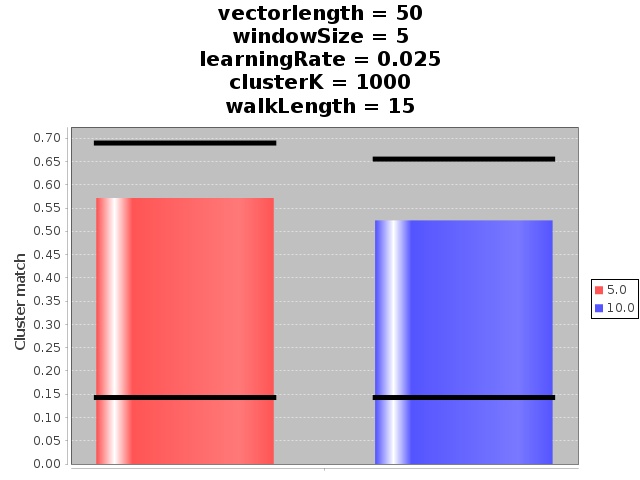 vectorlength = 50
windowSize = 5
learningRate = 0.025
clusterK = 1000
walkLength = 15
0.70
0.65
0.60
0.55
0.50
0.45
0.40
0.35
0.30
0.25
0.20
0.15
0.10
0.05
0.00
Cluster match
5.0
10.0